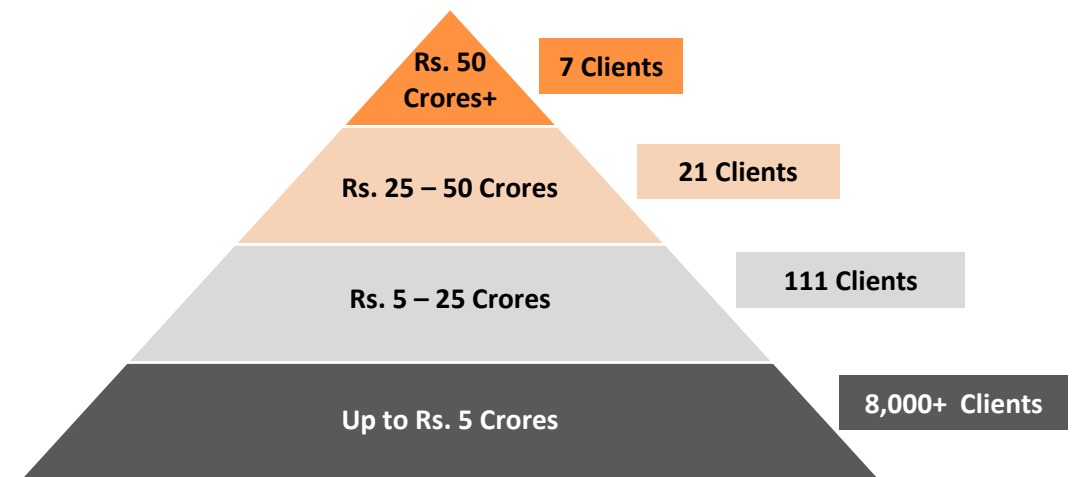 Rs. 50
Crores+
7 Clients
Rs. 25 – 50 Crores
21 Clients
Rs. 5 – 25 Crores
111 Clients
Up to Rs. 5 Crores
8,000+ Clients